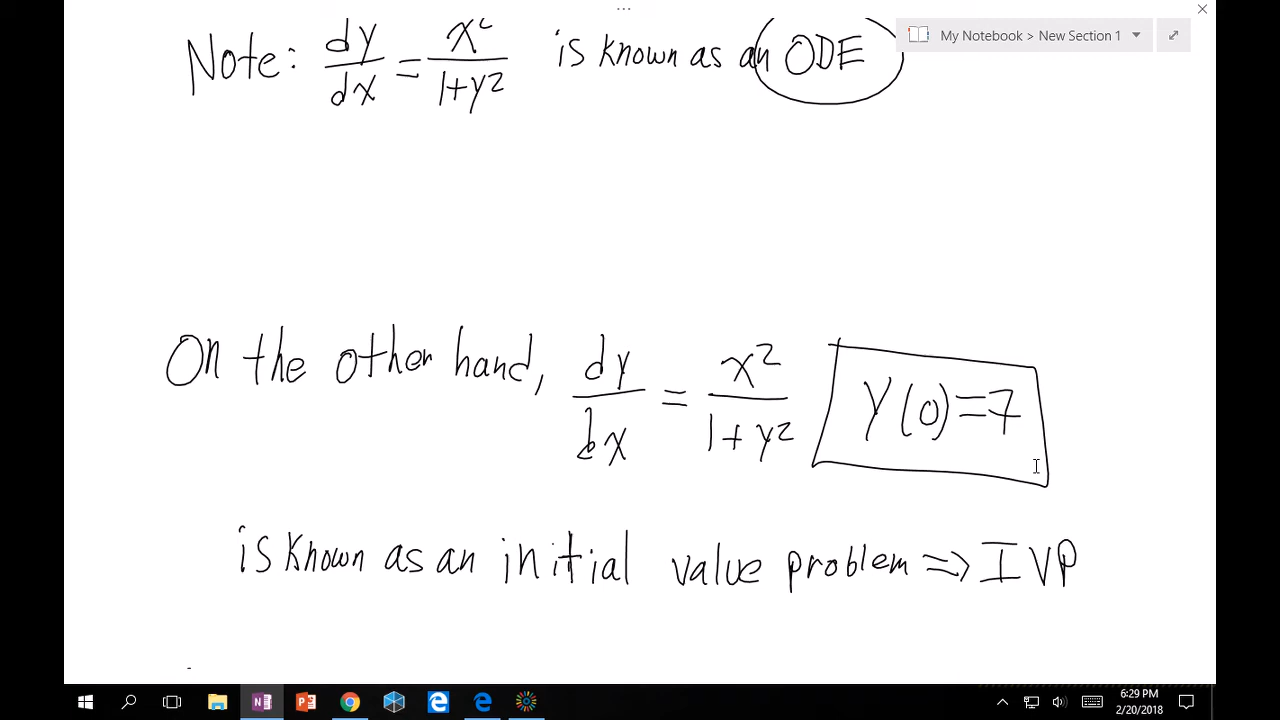 Note: dy/dx = x²/1+y² is known as an ODE
My Notebook > New Section 1
On the other hand, dy/dx = x²/1+y² y(0)=7
is known as an initial value problem => IVP
6:29 PM
2/20/2018